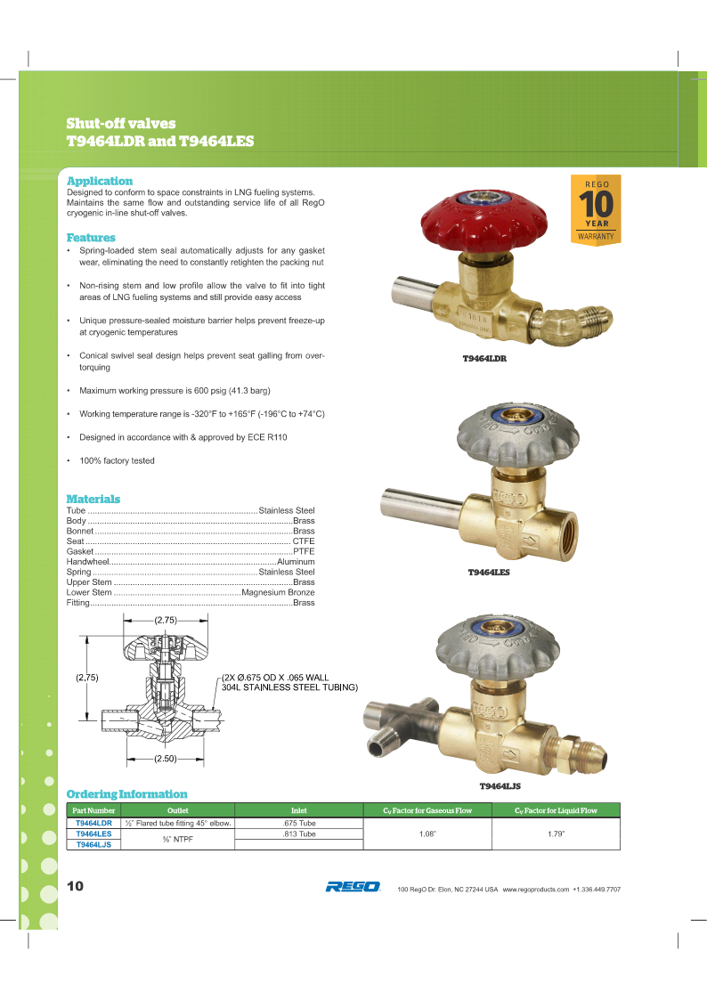 Shut-off valves
T9464LDR and T9464LES
Application
Designed to conform to space constraints in LNG fueling systems.
Maintains the same flow and outstanding service life of all RegO
cryogenic in-line shut-off valves.
Features
• Spring-loaded stem seal automatically adjusts for any gasket
wear, eliminating the need to constantly retighten the packing nut
• Non-rising stem and low profile allow the valve to fit into tight
areas of LNG fueling systems and still provide easy access
• Unique pressure-sealed moisture barrier helps prevent freeze-up
at cryogenic temperatures
• Conical swivel seal design helps prevent seat galling from over-
torquing
• Maximum working pressure is 600 psig (41.3 barg)
• Working temperature range is -320°F to +165°F (-196°C to +74°C)
• Designed in accordance with & approved by ECE R110
• 100% factory tested
Materials
Tube ........ Stainless Steel
Body ........ Brass
Bonnet ........ Brass
Seat ........ CTFE
Gasket ........ PTFE
Handwheel ........ Aluminum
Spring ........ Stainless Steel
Upper Stem ........ Brass
Lower Stem ........ Magnesium Bronze
Fitting ........ Brass
(2.75)
(2.75)
(2X Ø.675 OD X .065 WALL
304L STAINLESS STEEL TUBING)
(2.50)
REGO
10
YEAR
WARRANTY
T9464LDR
REGO
T9464LES
REGO
T9464LJS
Ordering Information
Part Number Outlet Inlet Cv Factor for Gaseous Flow Cv Factor for Liquid Flow
T9464LDR ½" Flared tube fitting 45° elbow. .675 Tube
T9464LES .813 Tube 1.08" 1.79"
⅜" NTPF
T9464LJS
10
REGO 100 RegO Dr. Elon, NC 27244 USA www.regoproducts.com +1.336.449.7707